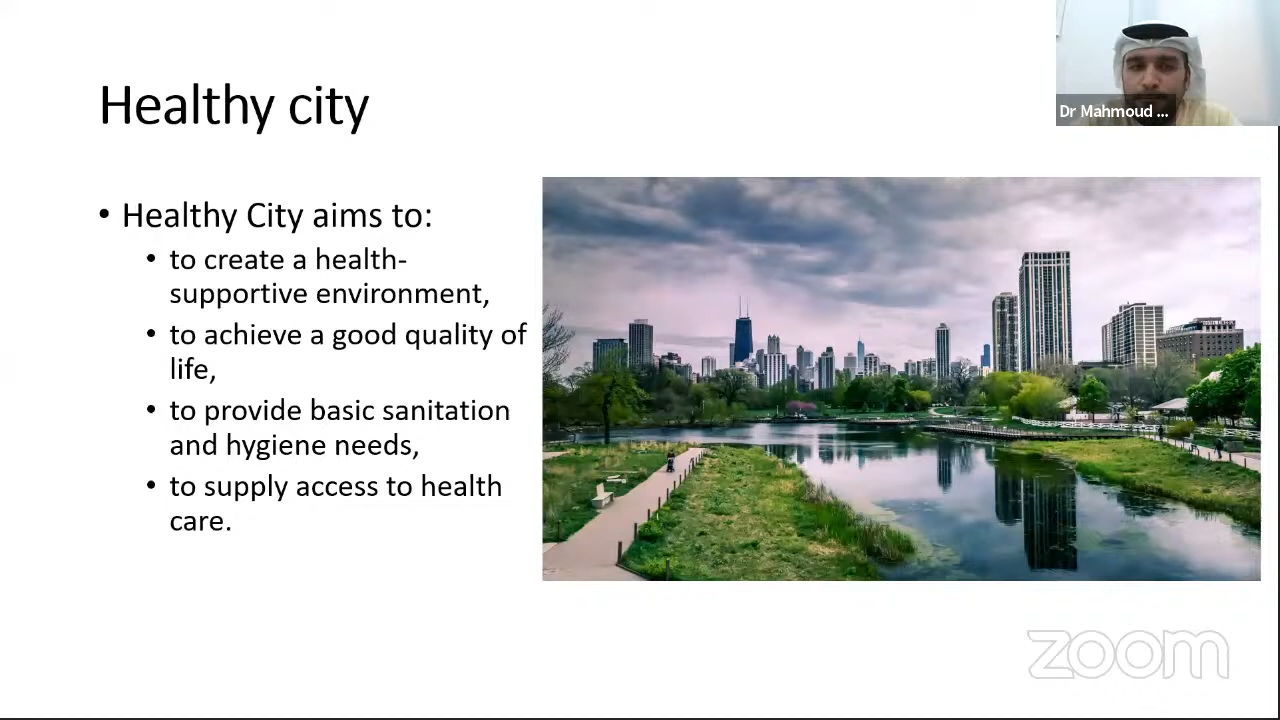 Healthy city
Dr Mahmoud ...
• Healthy City aims to:
• to create a health-
supportive environment,
• to achieve a good quality of
life,
• to provide basic sanitation
and hygiene needs,
• to supply access to health
care.
zoom